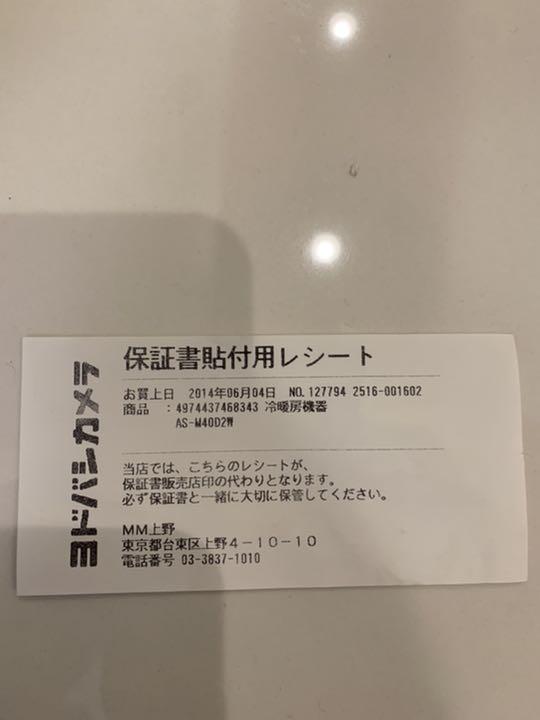 ヨドバシカメラ
保証書貼付用レシート
お買上日 2014年06月04日 NO.127794 2516-001602
商品 :4974437468343 冷暖房機器
AS-M40D2W
当店では、こちらのレシートが、
保証書販売店印の代わりとなります。
必ず保証書と一緒に大切に保管してください。
MM上野
東京都台東区上野4-10-10
電話番号 03-3837-1010